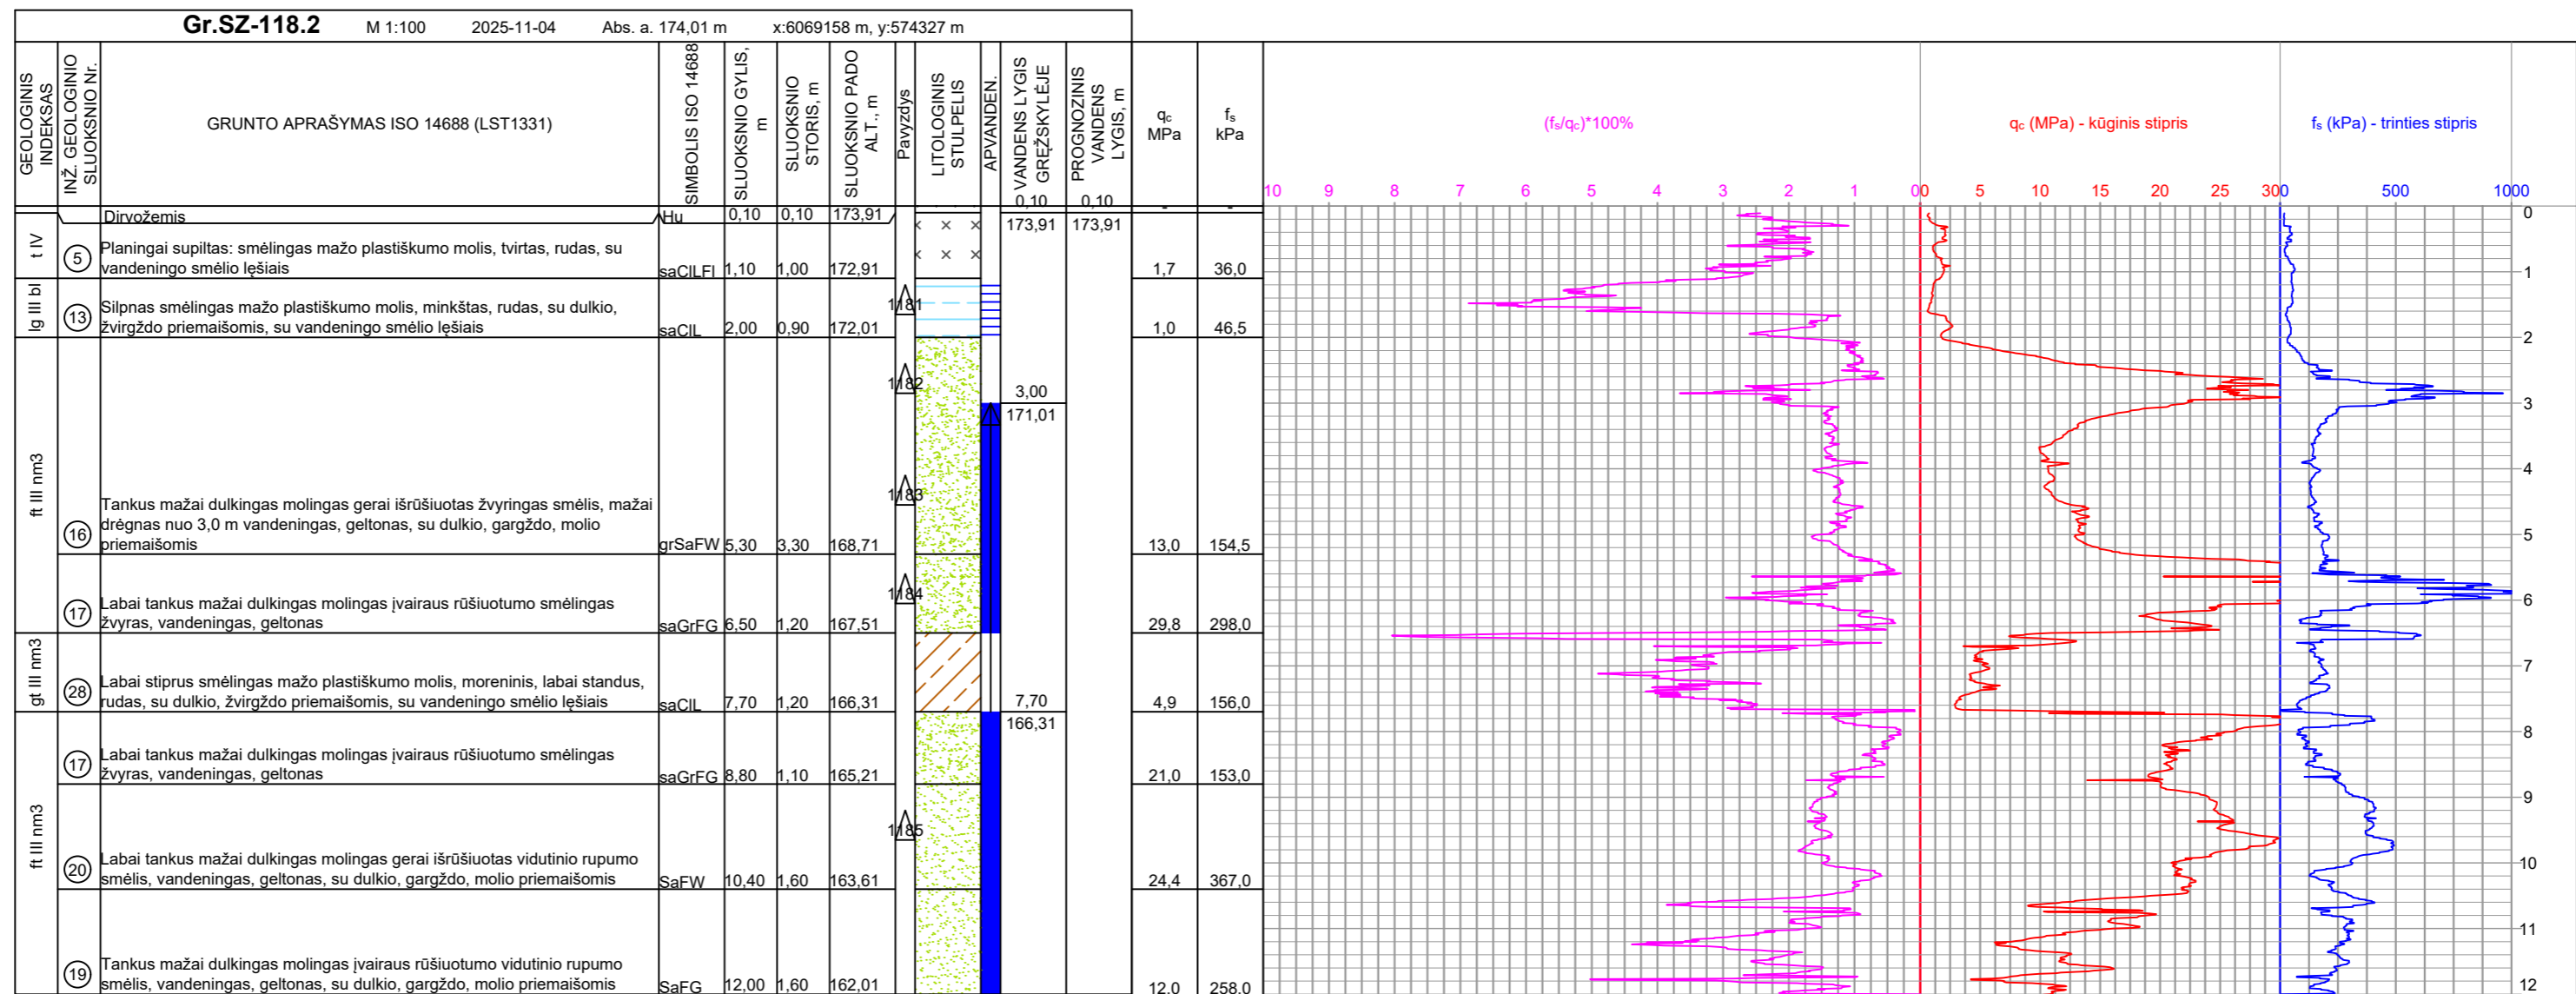 Gr.SZ-118.2 M 1:100 2025-11-04 Abs. a. 174,01 m x:6069158 m, y:574327 m
GEOLOGINIS
INDEKSAS
INŽ. GEOLOGINIO
SLUOKSNIO Nr.
GRUNTO APRAŠYMAS ISO 14688 (LST1331)
SIMBOLIS ISO 14688
SLUOKSNIO GYLIS,
m
SLUOKSNIO
STORIS, m
SLUOKSNIO PADO
ALT., m
Pavyzdys
LITOLOGINIS
STULPELIS
APVANDEN.
VANDENS LYGIS
GRĘŽSKYLĖJE
PROGNOZINIS
VANDENS
LYGIS, m
qc
MPa
fs
kPa
(fs/qc)*100%
qc (MPa) - kūginis stipris
fs (kPa) - trinties stipris
10 9 8 7 6 5 4 3 2 1 0
0 5 10 15 20 25 30
0 500 1000
0,10 0,10
- -
Dirvožemis Hu 0,10 0,10 173,91
173,91 173,91
t IV
5
Planingai supiltas: smėlingas mažo plastiškumo molis, tvirtas, rudas, su
vandeningo smėlio lęšiais
saClLFl 1,10 1,00 172,91 1,7 36,0
lg III bl
13
Silpnas smėlingas mažo plastiškumo molis, minkštas, rudas, su dulkio,
žvirgždo priemaišomis, su vandeningo smėlio lęšiais
saClL 2,00 0,90 172,01 1,0 46,5
1181
1182
3,00
171,01
1183
ft III nm3
16
Tankus mažai dulkingas molingas gerai išrūšiuotas žvyringas smėlis, mažai
drėgnas nuo 3,0 m vandeningas, geltonas, su dulkio, gargždo, molio
priemaišomis
grSaFW 5,30 3,30 168,71 13,0 154,5
1184
17
Labai tankus mažai dulkingas molingas įvairaus rūšiuotumo smėlingas
žvyras, vandeningas, geltonas
saGrFG 6,50 1,20 167,51 29,8 298,0
gt III nm3
28
Labai stiprus smėlingas mažo plastiškumo molis, moreninis, labai standus,
rudas, su dulkio, žvirgždo priemaišomis, su vandeningo smėlio lęšiais
saClL 7,70 1,20 166,31 7,70 4,9 156,0
166,31
17
Labai tankus mažai dulkingas molingas įvairaus rūšiuotumo smėlingas
žvyras, vandeningas, geltonas
saGrFG 8,80 1,10 165,21 21,0 153,0
1185
ft III nm3
20
Labai tankus mažai dulkingas molingas gerai išrūšiuotas vidutinio rupumo
smėlis, vandeningas, geltonas, su dulkio, gargždo, molio priemaišomis
SaFW 10,40 1,60 163,61 24,4 367,0
19
Tankus mažai dulkingas molingas įvairaus rūšiuotumo vidutinio rupumo
smėlis, vandeningas, geltonas, su dulkio, gargždo, molio priemaišomis
SaFG 12,00 1,60 162,01 12,0 258,0
0
1
2
3
4
5
6
7
8
9
10
11
12